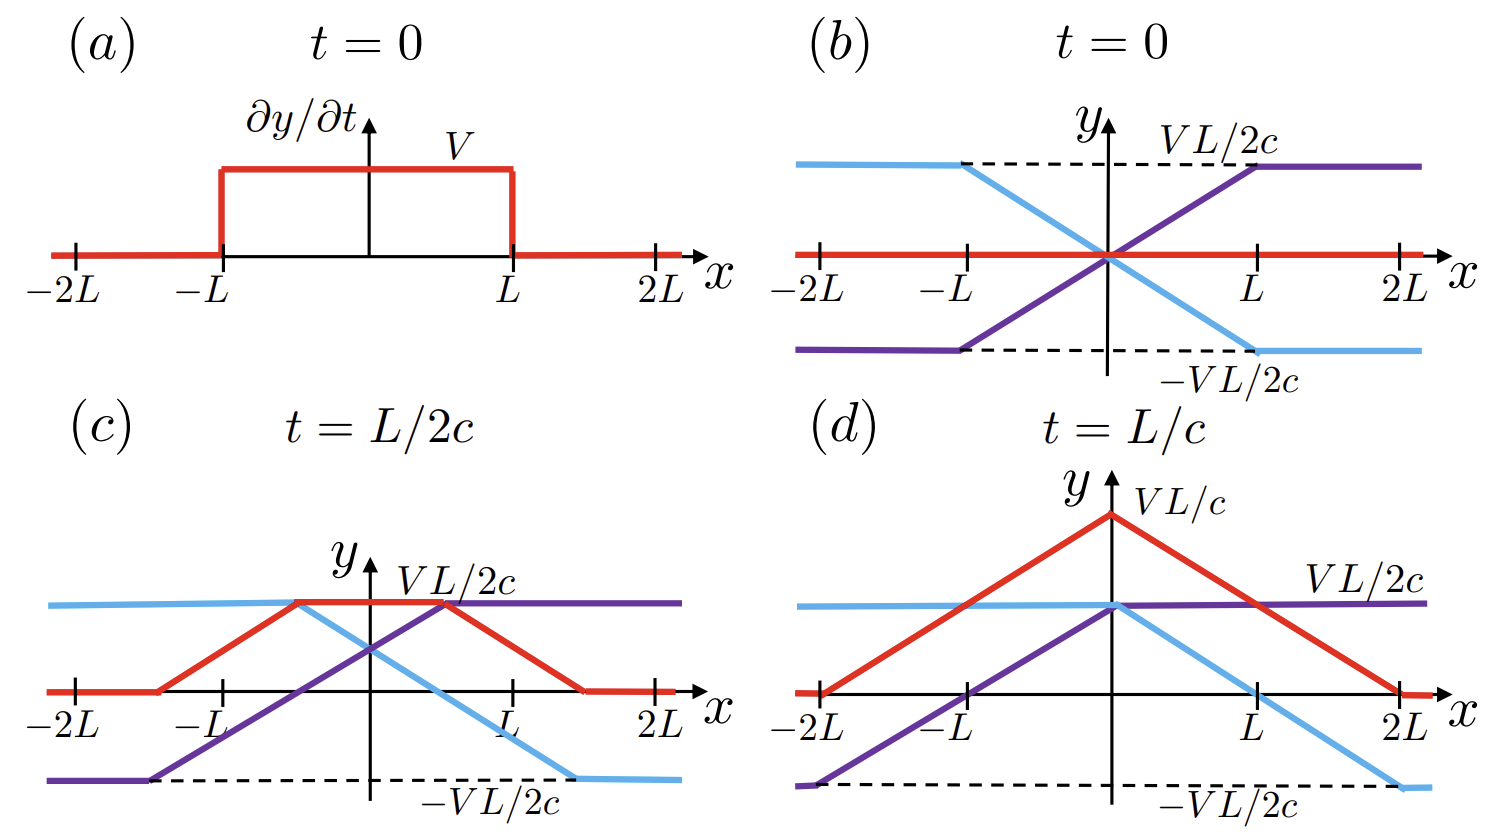 (a) t = 0
∂y/∂t
V
−2L −L L 2L x
(b) t = 0
y
VL/2c
−2L −L L 2L x
−VL/2c
(c) t = L/2c
y
VL/2c
−2L −L L 2L x
−VL/2c
(d) t = L/c
y
VL/c
VL/2c
−2L −L L 2L x
−VL/2c